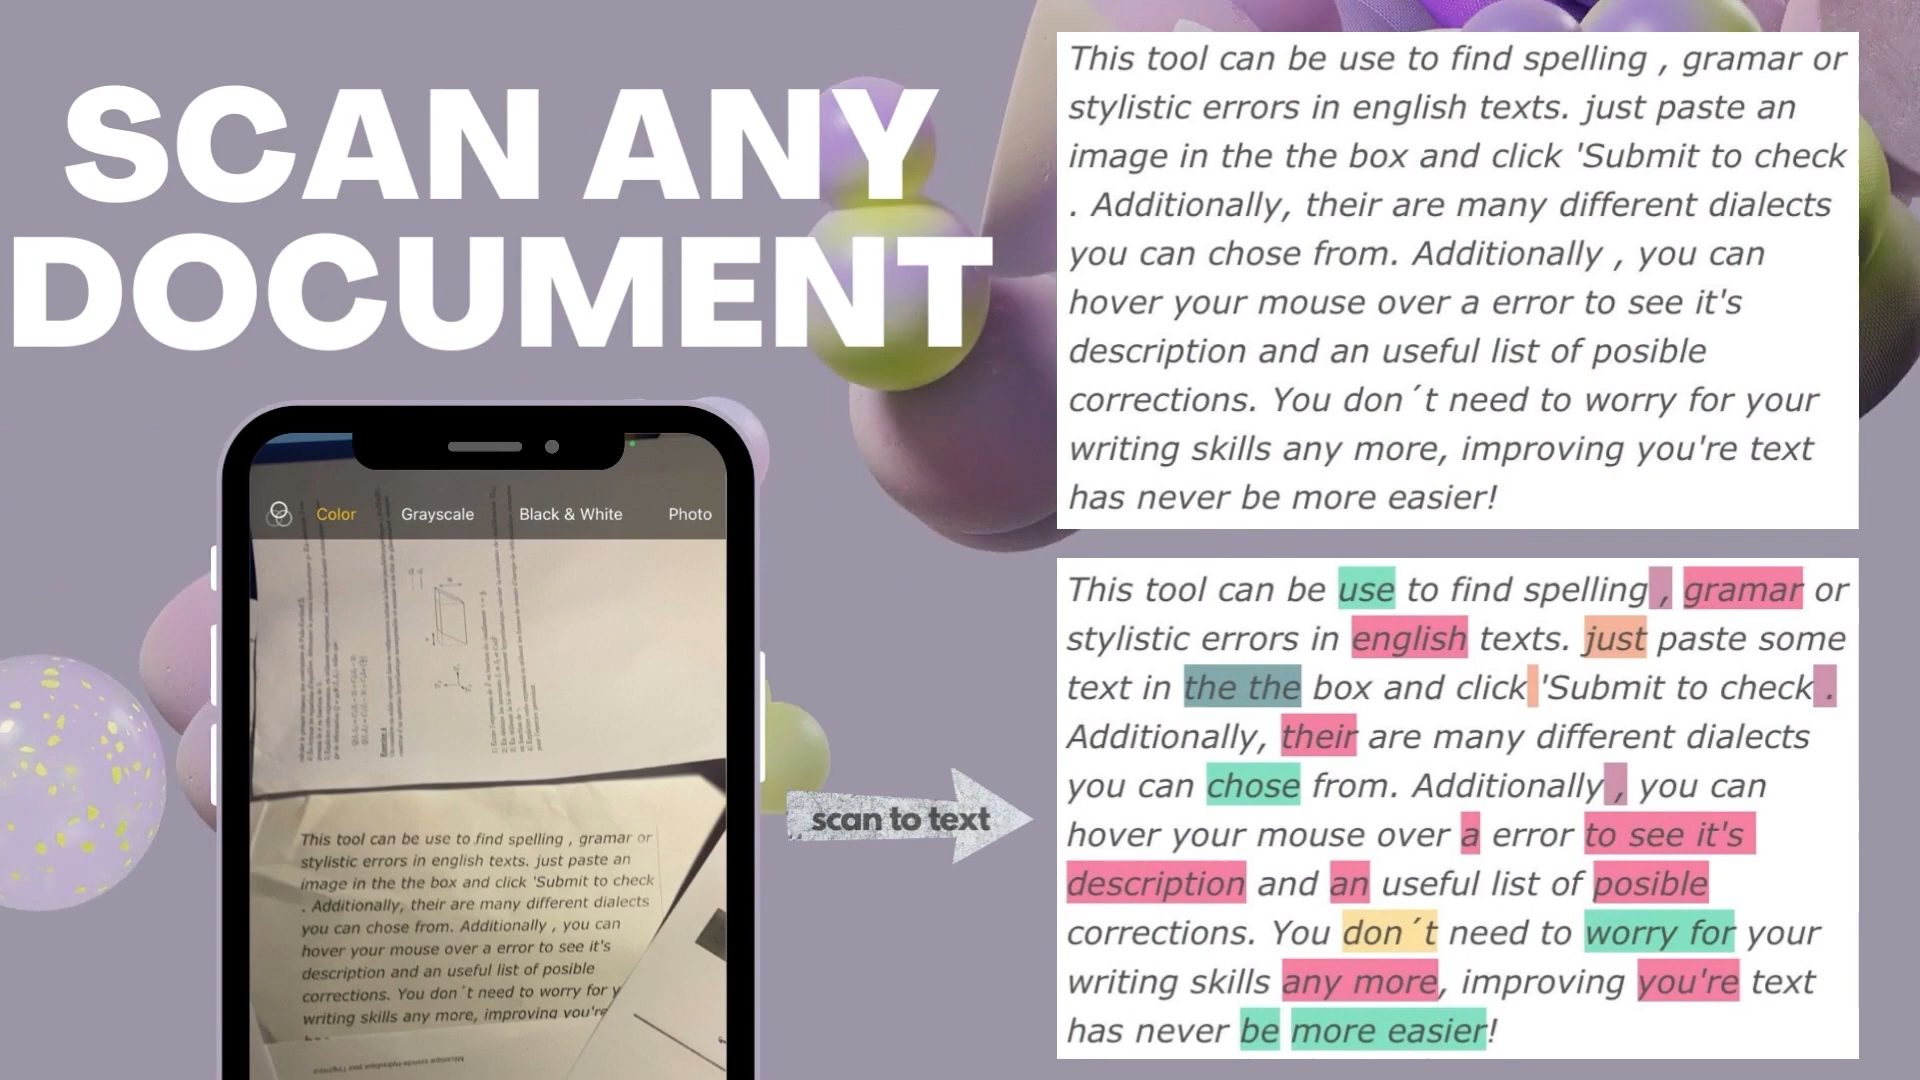 SCAN ANY
DOCUMENT
Color Grayscale Black & White Photo
This tool can be use to find spelling , gramar or
stylistic errors in english texts. just paste an
image in the the box and click 'Submit to check
. Additionally, their are many different dialects
you can chose from. Additionally , you can
hover your mouse over a error to see it's
description and an useful list of posible
corrections. You don´t need to worry for y
writing skills any more, improving you're
scan to text
This tool can be use to find spelling , gramar or
stylistic errors in english texts. just paste an
image in the the box and click 'Submit to check
. Additionally, their are many different dialects
you can chose from. Additionally , you can
hover your mouse over a error to see it's
description and an useful list of posible
corrections. You don´t need to worry for your
writing skills any more, improving you're text
has never be more easier!
This tool can be use to find spelling , gramar or
stylistic errors in english texts. just paste some
text in the the box and click 'Submit to check .
Additionally, their are many different dialects
you can chose from. Additionally , you can
hover your mouse over a error to see it's
description and an useful list of posible
corrections. You don´t need to worry for your
writing skills any more, improving you're text
has never be more easier!